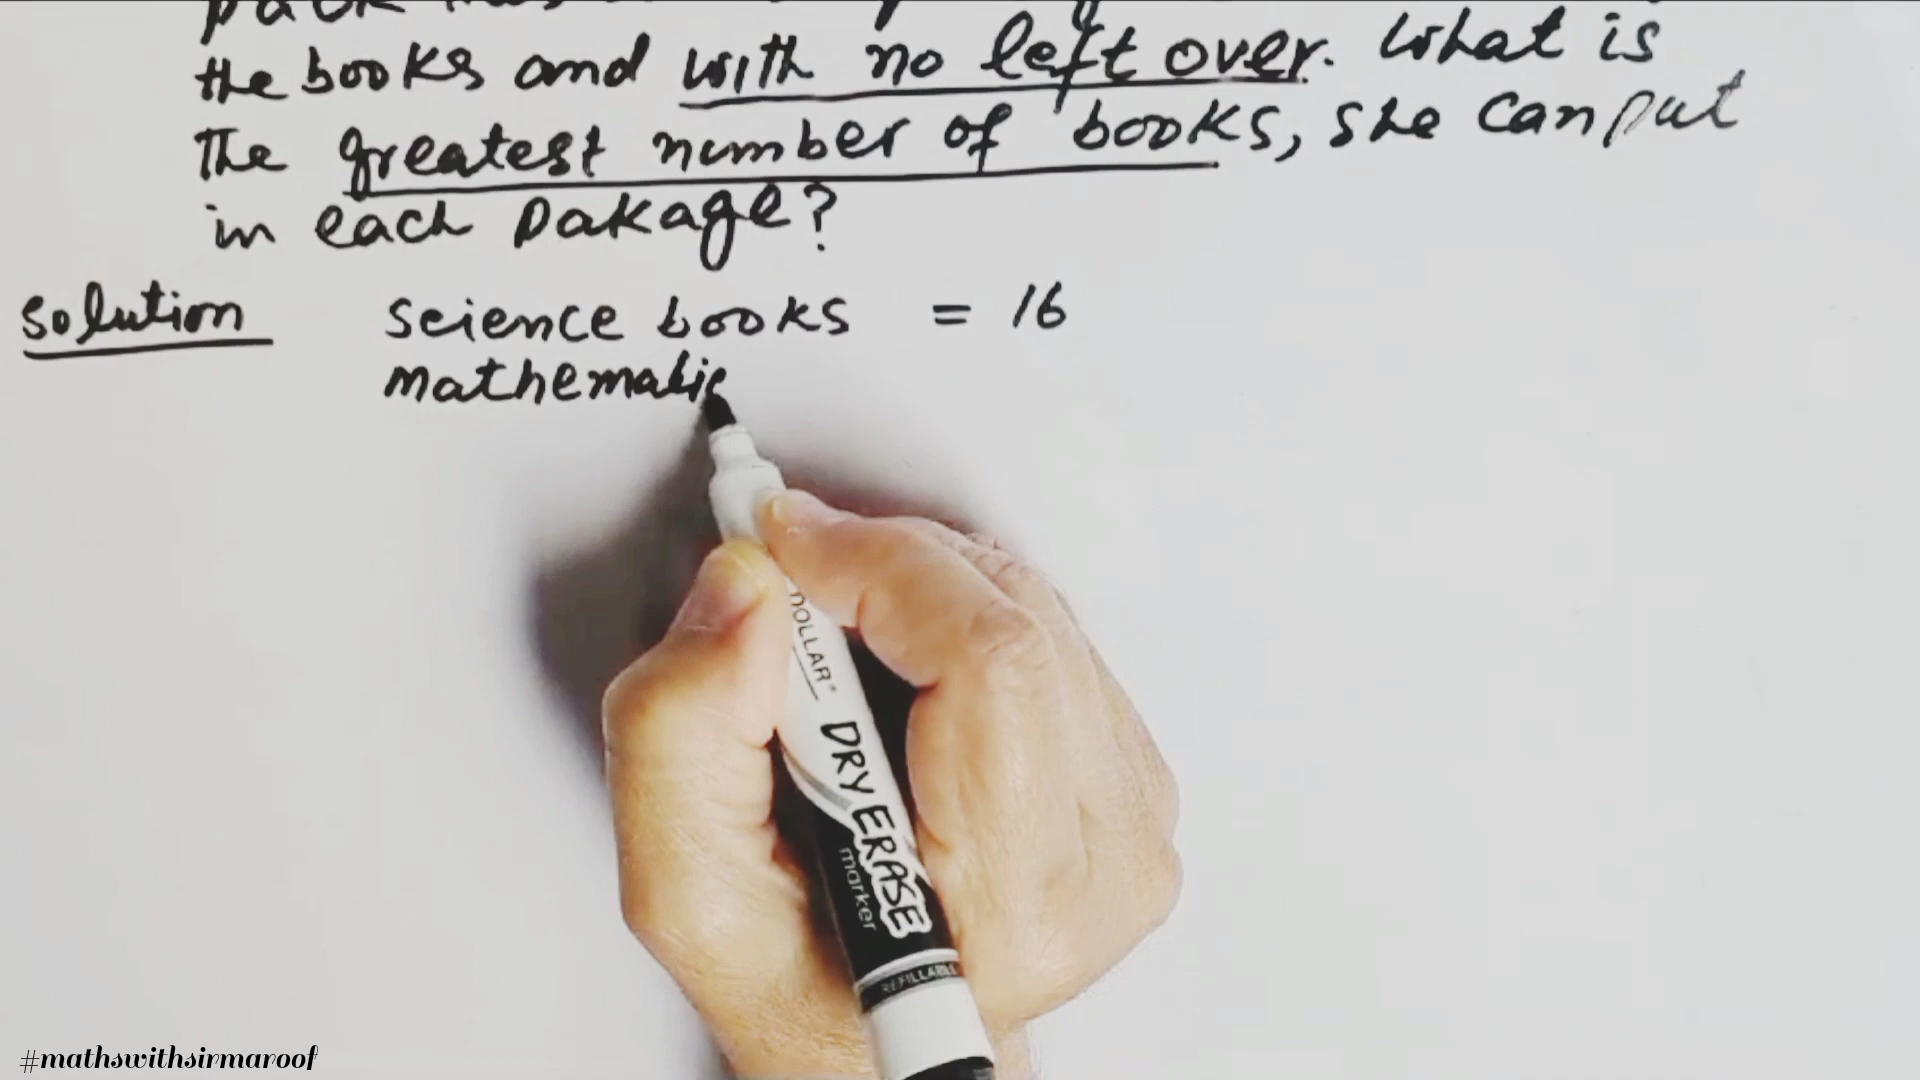 the books and with no left over. What is
The greatest number of books, she can put
in each pakage?
Solution science books = 16
mathematic
DOLLAR®
DRY ERASE
marker
REFILLABLE
#mathswithsirmaroof